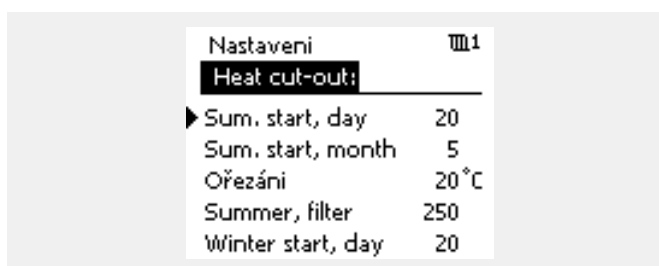 Nastaveni 1
Heat cut-out:
Sum. start, day 20
Sum. start, month 5
Ořezáni 20°C
Summer, filter 250
Winter start, day 20